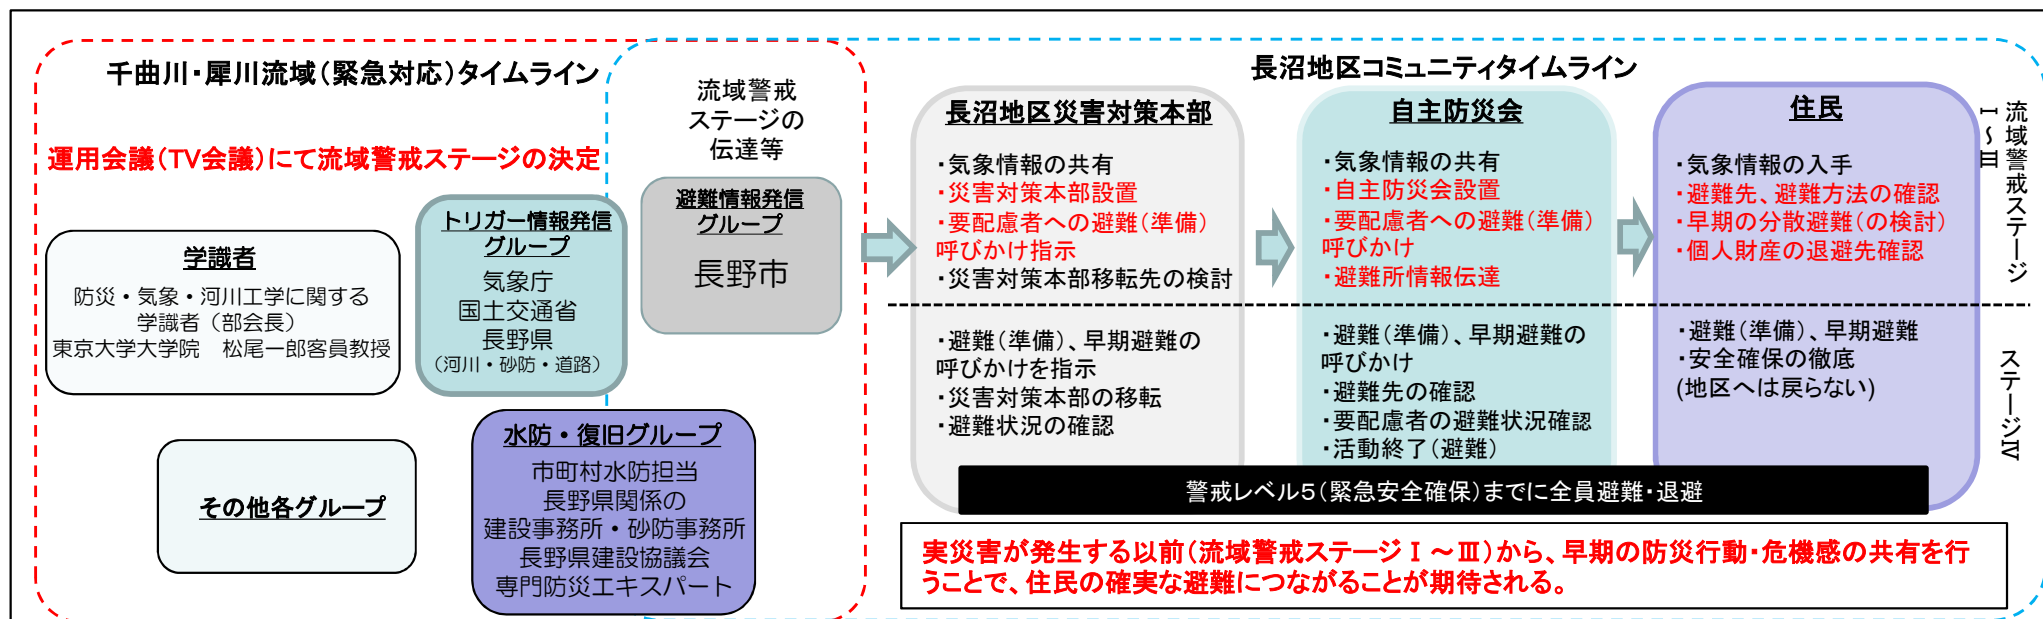 千曲川・犀川流域（緊急対応）タイムライン
運用会議（TV会議）にて流域警戒ステージの決定
学識者
防災・気象・河川工学に関する
学識者（部会長）
東京大学大学院　松尾一郎客員教授
トリガー情報発信
グループ
気象庁
国土交通省
長野県
（河川・砂防・道路）
その他各グループ
水防・復旧グループ
市町村水防担当
長野県関係の
建設事務所・砂防事務所
長野県建設協議会
専門防災エキスパート
流域警戒
ステージの
伝達等
避難情報発信
グループ
長野市
長沼地区コミュニティタイムライン
長沼地区災害対策本部
・気象情報の共有
・災害対策本部設置
・要配慮者への避難（準備）
呼びかけ指示
・災害対策本部移転先の検討
・避難（準備）、早期避難の
呼びかけを指示
・災害対策本部の移転
・避難状況の確認
自主防災会
・気象情報の共有
・自主防災会設置
・要配慮者への避難（準備）
呼びかけ
・避難所情報伝達
・避難（準備）、早期避難の
呼びかけ
・避難先の確認
・要配慮者の避難状況確認
・活動終了（避難）
住民
・気象情報の入手
・避難先、避難方法の確認
・早期の分散避難（の検討）
・個人財産の退避先確認
・避難（準備）、早期避難
・安全確保の徹底
(地区へは戻らない)
流域警戒ステージ
Ⅰ～Ⅲ
ステージⅣ
警戒レベル５（緊急安全確保）までに全員避難・退避
実災害が発生する以前（流域警戒ステージⅠ～Ⅲ）から、早期の防災行動・危機感の共有を行
うことで、住民の確実な避難につながることが期待される。